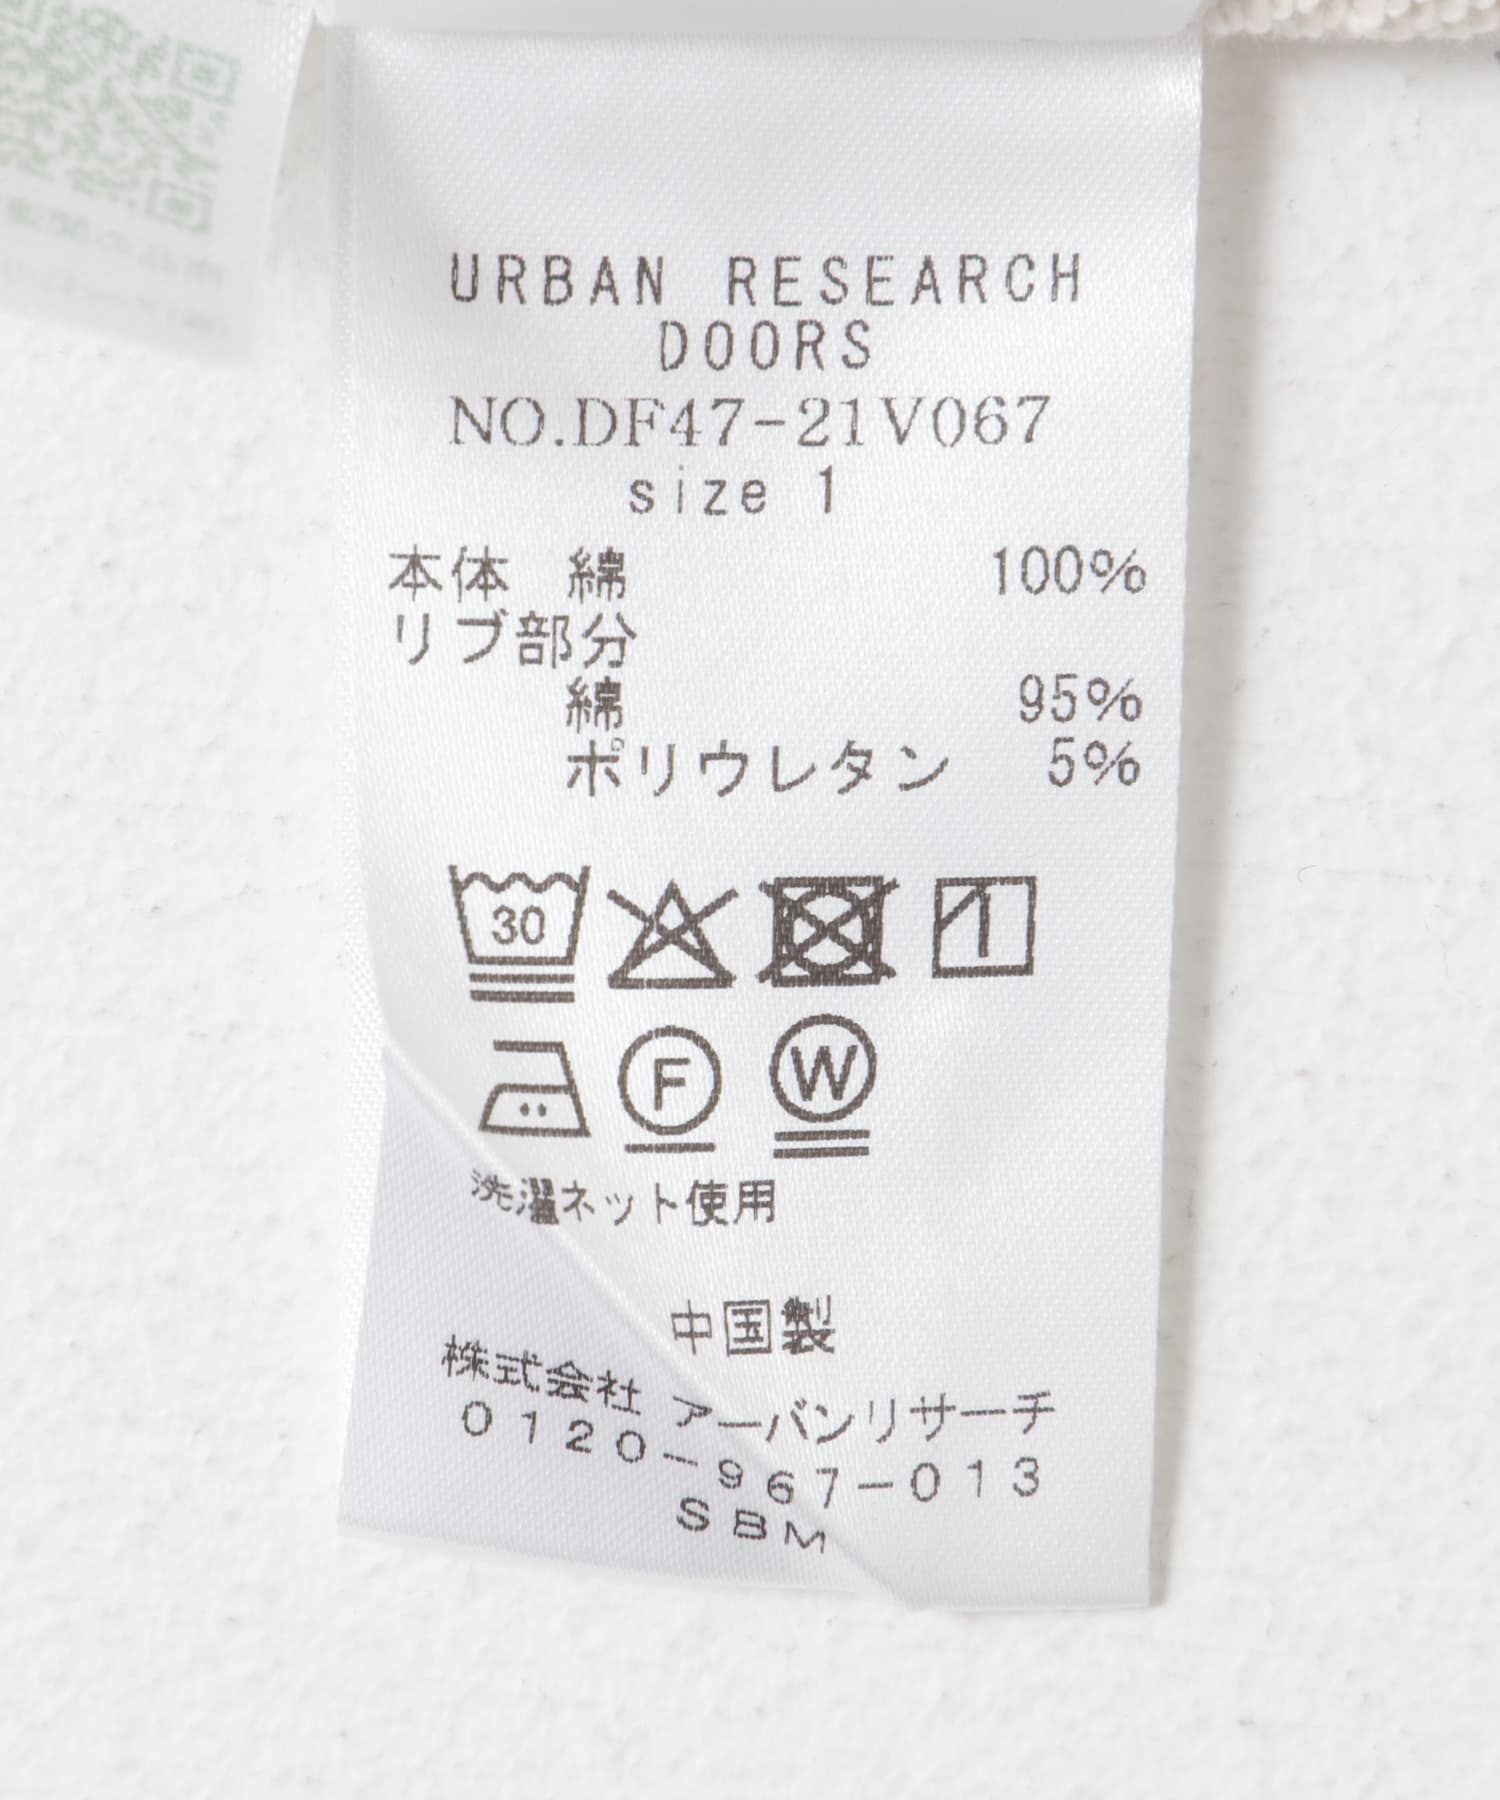 URBAN RESEARCH
DOORS
NO.DF47-21V067
size 1
本体 綿 100%
リブ部分
綿 95%
ポリウレタン 5%
30
F W
洗濯ネット使用
中国製
株式会社 アーバンリサーチ
0120-967-013
SBM